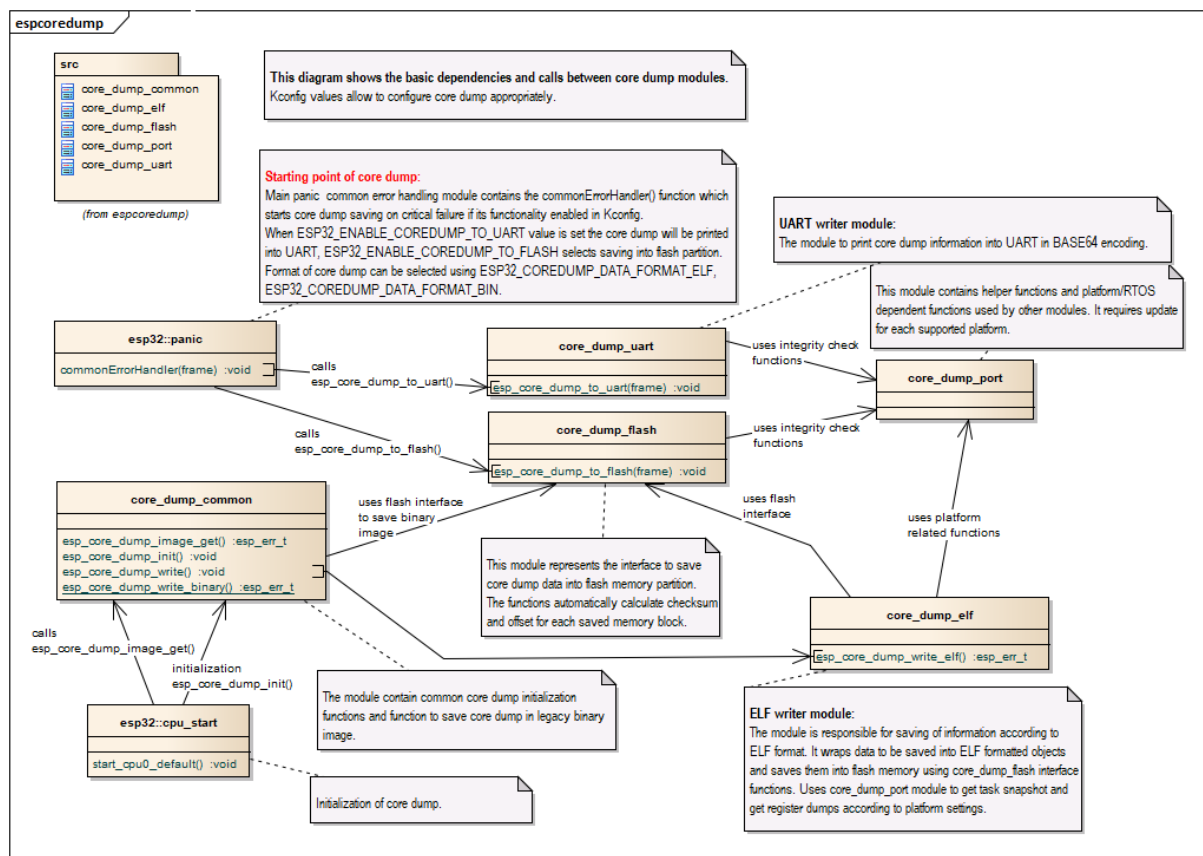 espcoredump
src
core_dump_common
core_dump_elf
core_dump_flash
core_dump_port
core_dump_uart
(from espcoredump)
This diagram shows the basic dependencies and calls between core dump modules.
Kconfig values allow to configure core dump appropriately.
Starting point of core dump:
Main panic common error handling module contains the commonErrorHandler() function which
starts core dump saving on critical failure if its functionality enabled in Kconfig.
When ESP32_ENABLE_COREDUMP_TO_UART value is set the core dump will be printed
into UART, ESP32_ENABLE_COREDUMP_TO_FLASH selects saving into flash partition.
Format of core dump can be selected using ESP32_COREDUMP_DATA_FORMAT_ELF,
ESP32_COREDUMP_DATA_FORMAT_BIN.
UART writer module:
The module to print core dump information into UART in BASE64 encoding.
This module contains helper functions and platform/RTOS
dependent functions used by other modules. It requires update
for each supported platform.
esp32::panic
commonErrorHandler(frame) :void
calls
esp_core_dump_to_uart()
core_dump_uart
esp_core_dump_to_uart(frame) :void
uses integrity check
functions
core_dump_port
calls
esp_core_dump_to_flash()
core_dump_flash
esp_core_dump_to_flash(frame) :void
uses integrity check
functions
core_dump_common
esp_core_dump_image_get() :esp_err_t
esp_core_dump_init() :void
esp_core_dump_write() :void
esp_core_dump_write_binary() :esp_err_t
uses flash interface
to save binary
image
uses flash
interface
uses platform
related functions
This module represents the interface to save
core dump data into flash memory partition.
The functions automatically calculate checksum
and offset for each saved memory block.
core_dump_elf
esp_core_dump_write_elf() :esp_err_t
calls
esp_core_dump_image_get()
initialization
esp_core_dump_init()
The module contain common core dump initialization
functions and function to save core dump in legacy binary
image.
esp32::cpu_start
start_cpu0_default() :void
Initialization of core dump.
ELF writer module:
The module is responsible for saving of information according to
ELF format. It wraps data to be saved into ELF formatted objects
and saves them into flash memory using core_dump_flash interface
functions. Uses core_dump_port module to get task snapshot and
get register dumps according to platform settings.